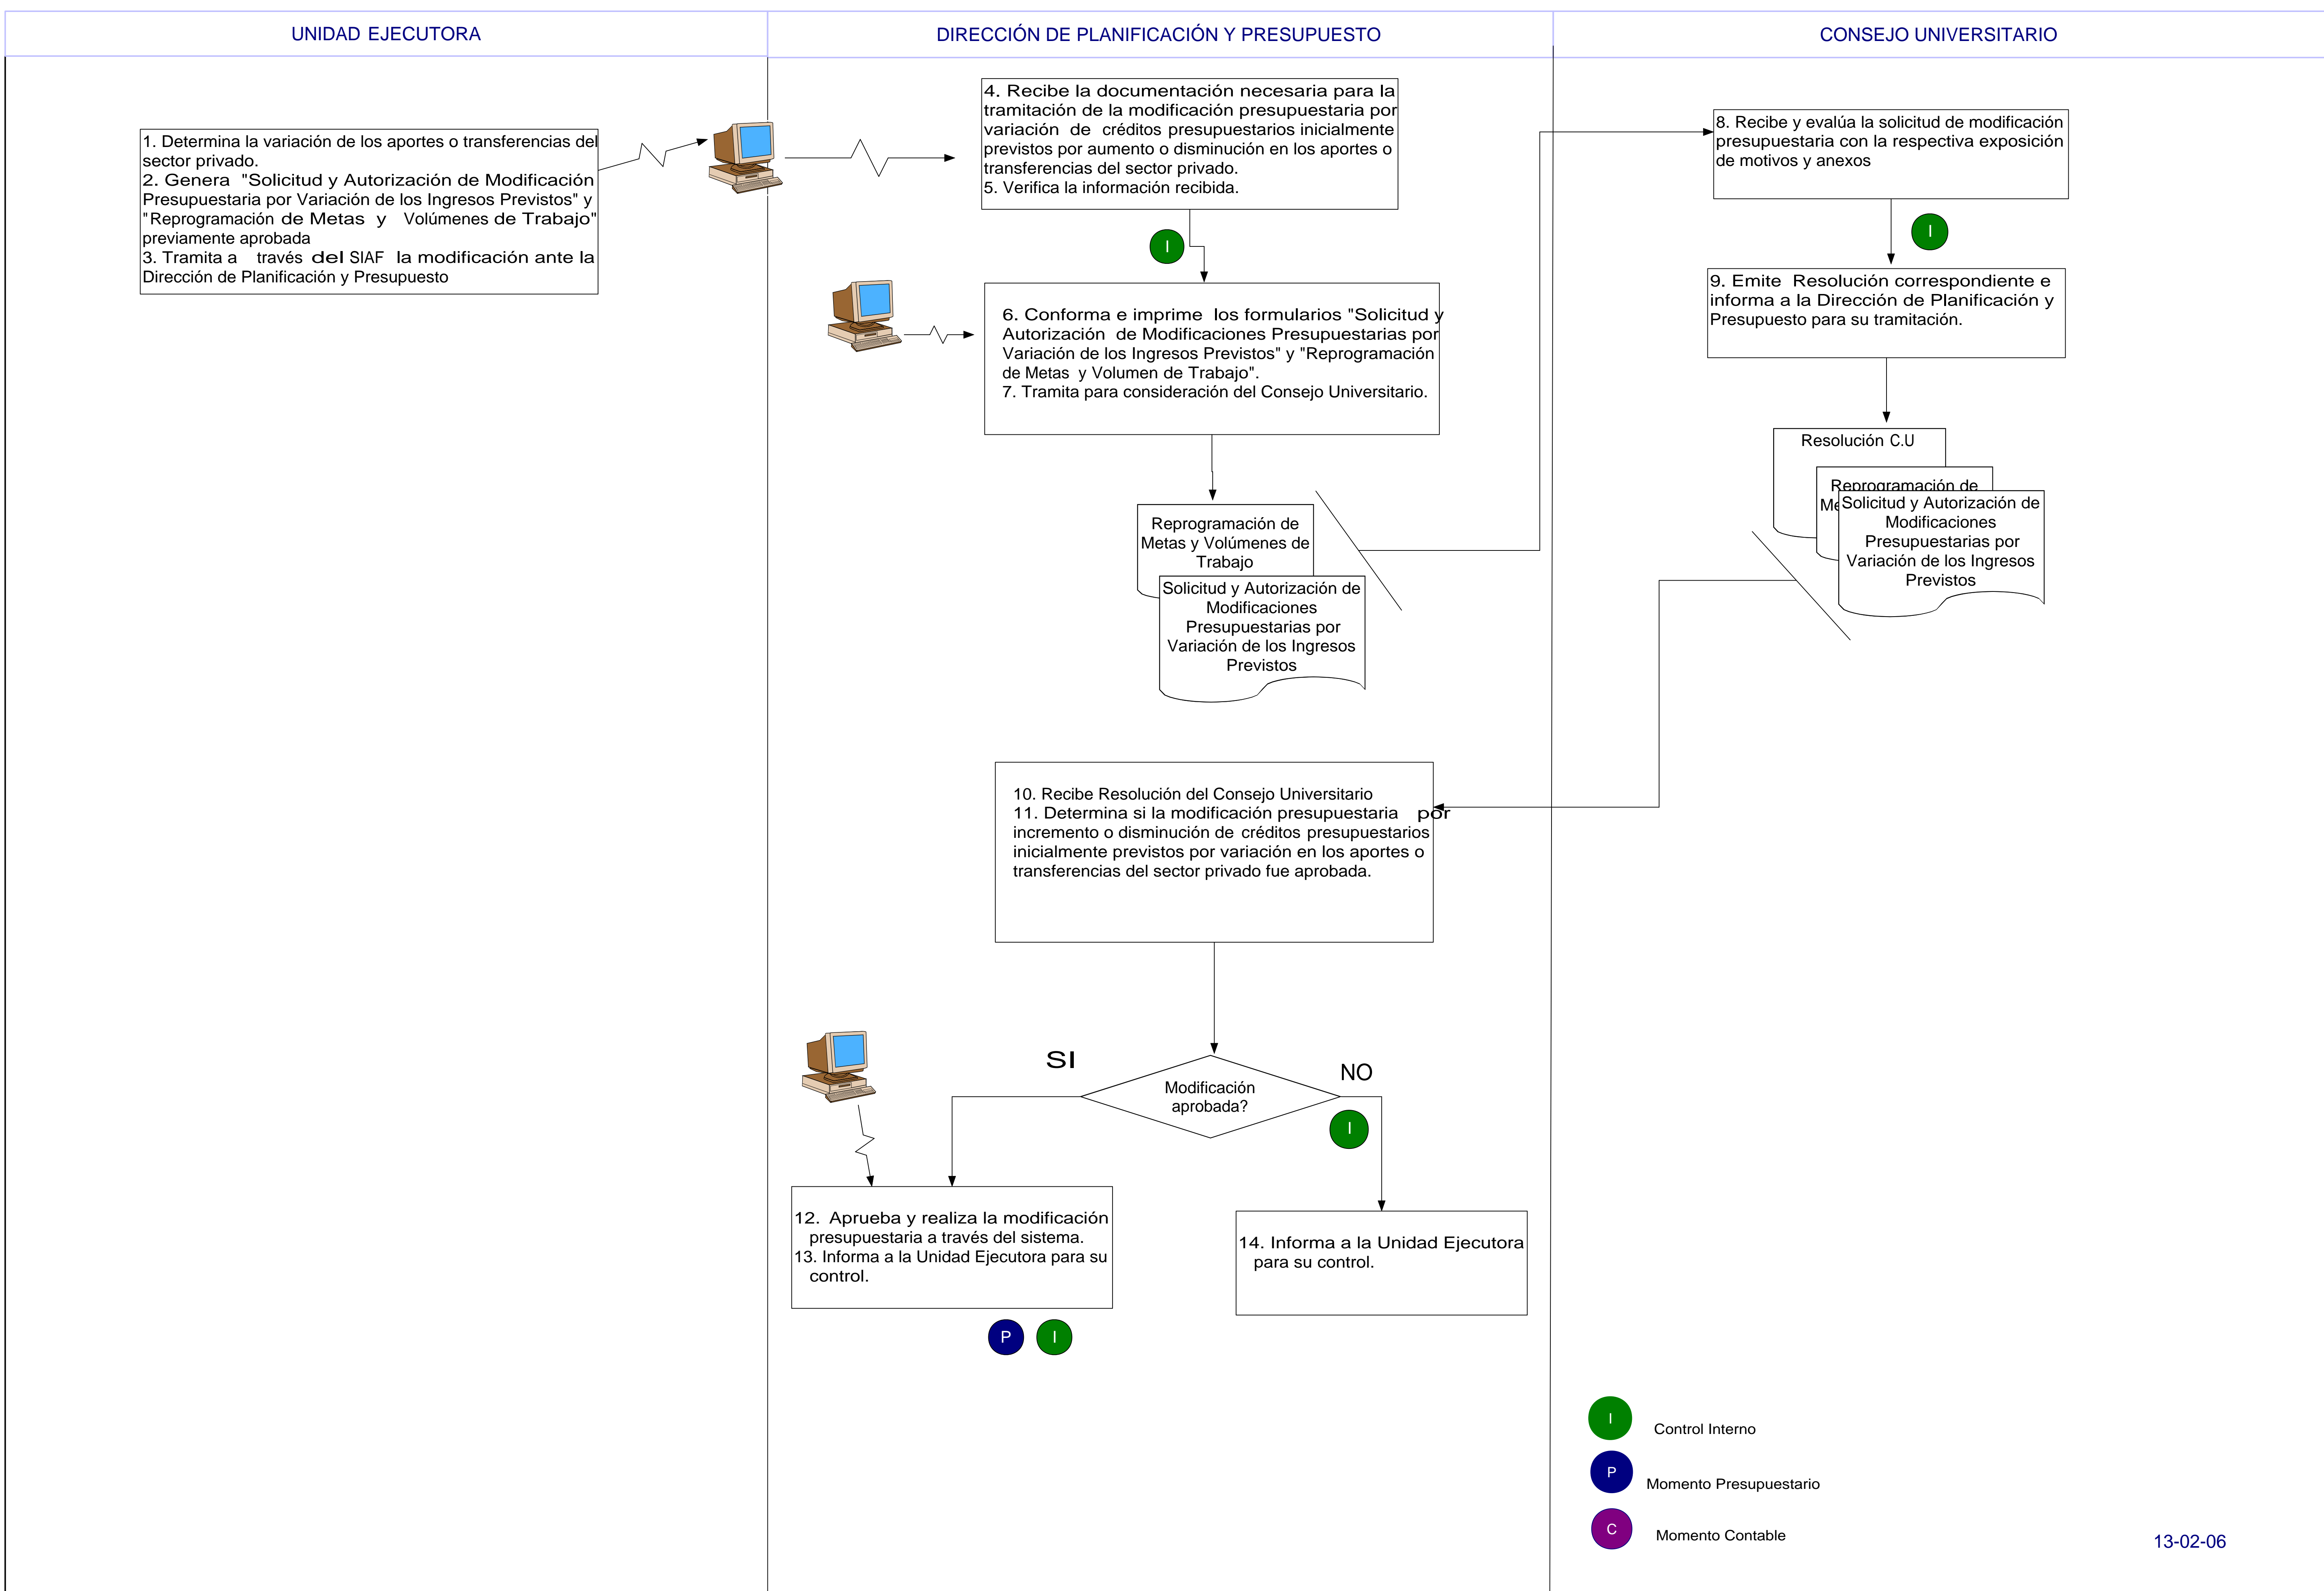 UNIDAD EJECUTORA
DIRECCIÓN DE PLANIFICACIÓN Y PRESUPUESTO
CONSEJO UNIVERSITARIO
1. Determina la variación de los aportes o transferencias del
sector privado.
2. Genera "Solicitud y Autorización de Modificación
Presupuestaria por Variación de los Ingresos Previstos" y
"Reprogramación de Metas y Volúmenes de Trabajo"
previamente aprobada
3. Tramita a través del SIAF la modificación ante la
Dirección de Planificación y Presupuesto
4. Recibe la documentación necesaria para la
tramitación de la modificación presupuestaria por
variación de créditos presupuestarios inicialmente
previstos por aumento o disminución en los aportes o
transferencias del sector privado.
5. Verifica la información recibida.
I
6. Conforma e imprime los formularios "Solicitud y
Autorización de Modificaciones Presupuestarias por
Variación de los Ingresos Previstos" y "Reprogramación
de Metas y Volumen de Trabajo".
7. Tramita para consideración del Consejo Universitario.
Reprogramación de
Metas y Volúmenes de
Trabajo
Solicitud y Autorización de
Modificaciones
Presupuestarias por
Variación de los Ingresos
Previstos
8. Recibe y evalúa la solicitud de modificación
presupuestaria con la respectiva exposición
de motivos y anexos
I
9. Emite Resolución correspondiente e
informa a la Dirección de Planificación y
Presupuesto para su tramitación.
Resolución C.U
Reprogramación de
Me
Solicitud y Autorización de
Modificaciones
Presupuestarias por
Variación de los Ingresos
Previstos
10. Recibe Resolución del Consejo Universitario
11. Determina si la modificación presupuestaria por
incremento o disminución de créditos presupuestarios
inicialmente previstos por variación en los aportes o
transferencias del sector privado fue aprobada.
SI
Modificación
aprobada?
NO
I
12. Aprueba y realiza la modificación
presupuestaria a través del sistema.
13. Informa a la Unidad Ejecutora para su
control.
P I
14. Informa a la Unidad Ejecutora
para su control.
I Control Interno
P Momento Presupuestario
C Momento Contable
13-02-06